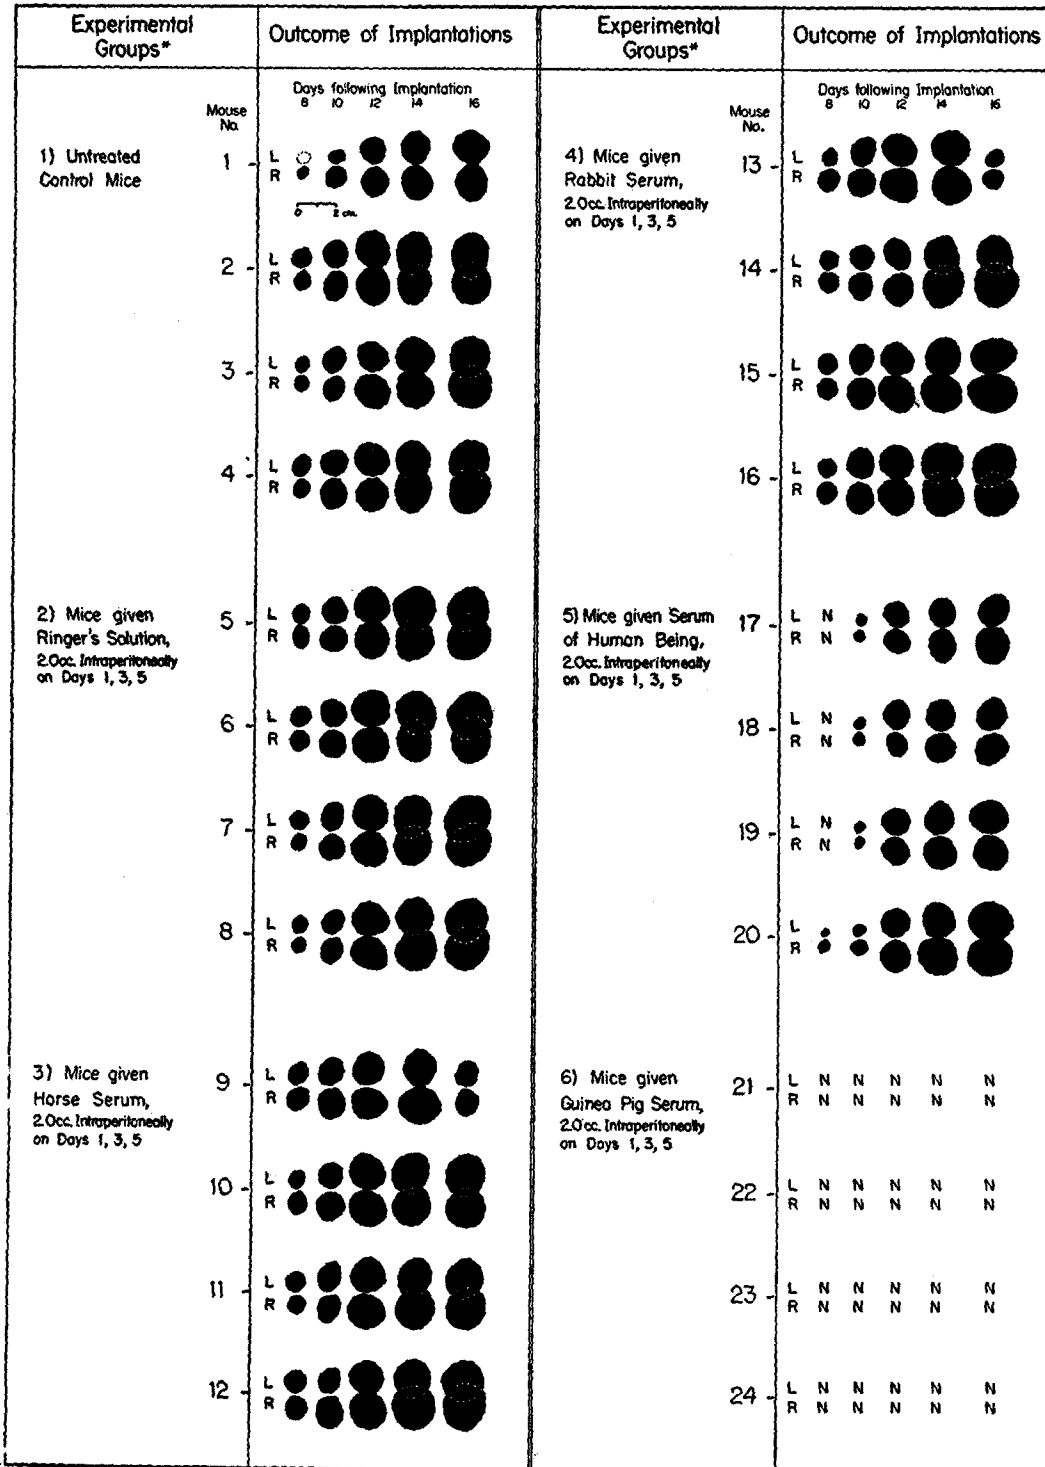 Experimental Groups*
Outcome of Implantations
Days following Implantation
8 10 12 14 16
Mouse No.
1) Untreated
Control Mice
1
L
R
0 2 cm.
2
L
R
3
L
R
4
L
R
2) Mice given
Ringer's Solution,
2.0cc. Intraperitoneally
on Days 1, 3, 5
5
L
R
6
L
R
7
L
R
8
L
R
3) Mice given
Horse Serum,
2.0cc. Intraperitoneally
on Days 1, 3, 5
9
L
R
10
L
R
11
L
R
12
L
R
Experimental Groups*
Outcome of Implantations
Days following Implantation
8 10 12 14 16
Mouse No.
4) Mice given
Rabbit Serum,
2.0cc. Intraperitoneally
on Days 1, 3, 5
13
L
R
14
L
R
15
L
R
16
L
R
5) Mice given Serum
of Human Being,
2.0cc. Intraperitoneally
on Days 1, 3, 5
17
L N
R N
18
L N
R N
19
L N
R N
20
L
R
6) Mice given
Guinea Pig Serum,
2.0cc. Intraperitoneally
on Days 1, 3, 5
21
L N N N N N
R N N N N N
22
L N N N N N
R N N N N N
23
L N N N N N
R N N N N N
24
L N N N N N
R N N N N N